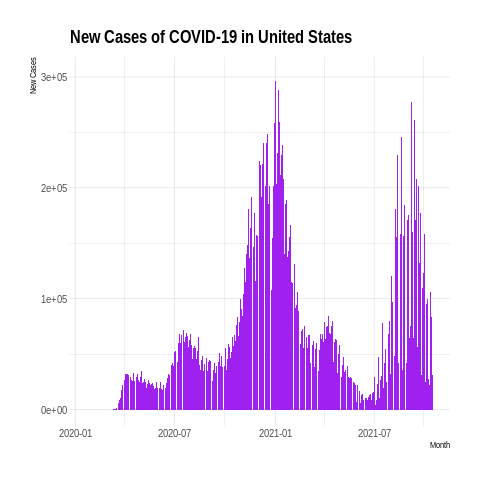 New Cases of COVID-19 in United States
New Cases
3e+05
2e+05
1e+05
0e+00
2020-01
2020-07
2021-01
2021-07
Month